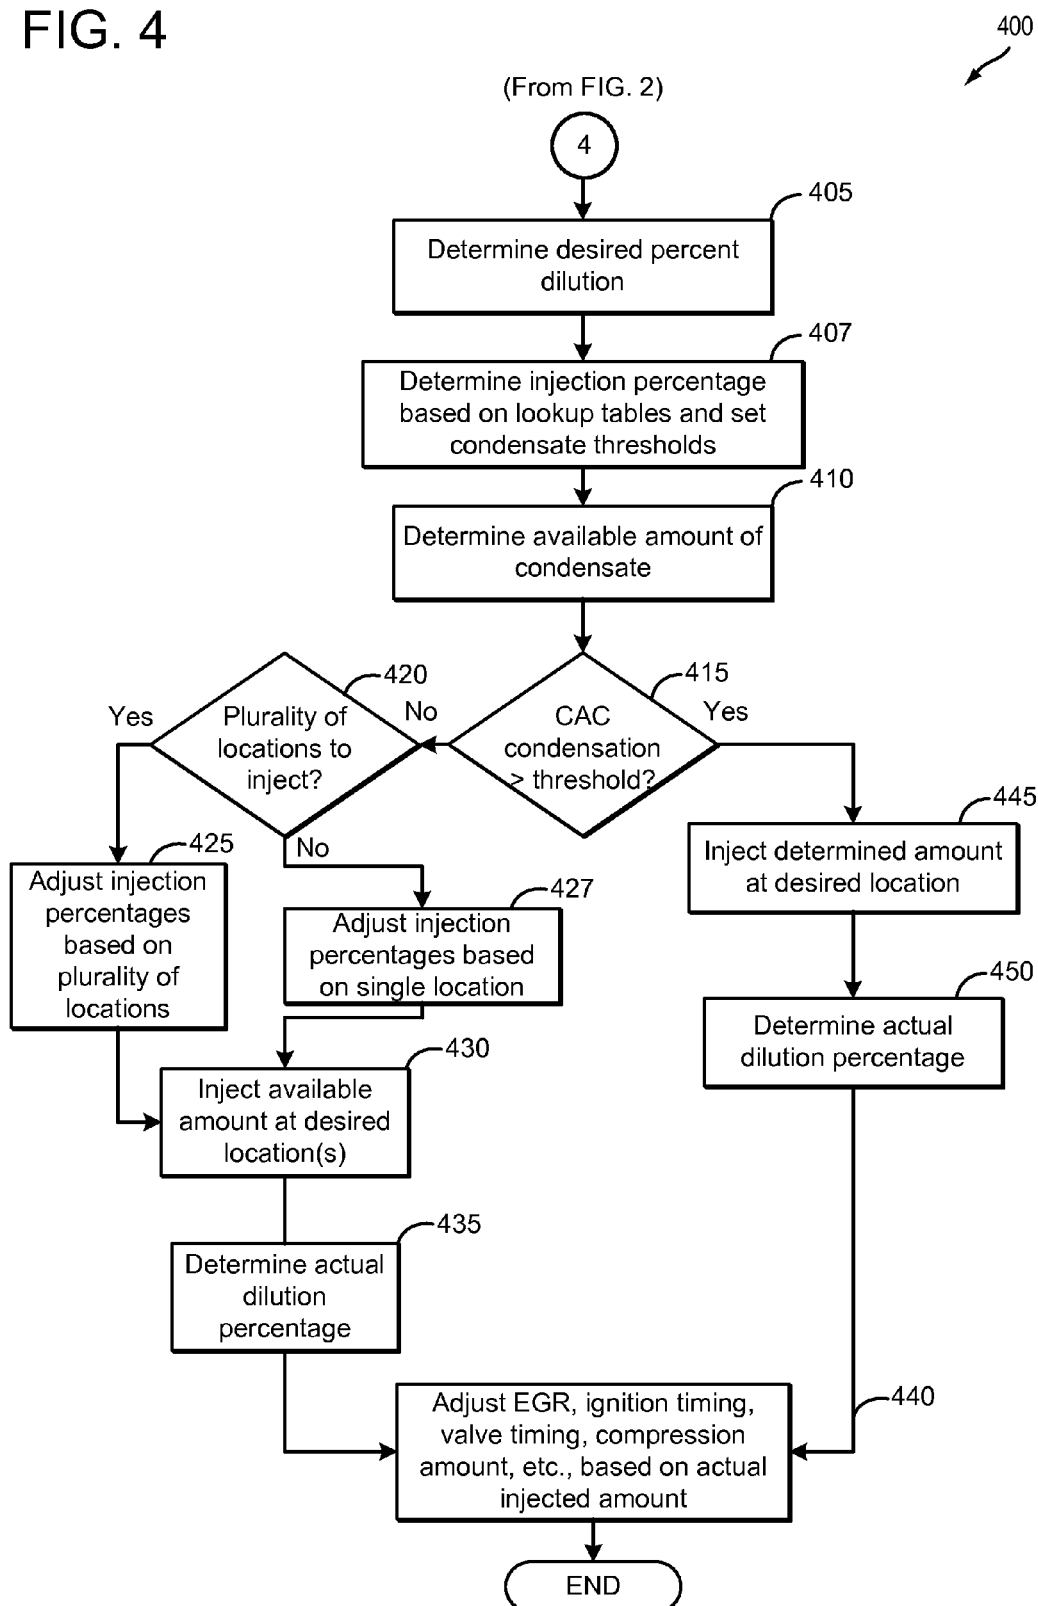 FIG. 4
400
(From FIG. 2)
4
405
Determine desired percent
dilution
407
Determine injection percentage
based on lookup tables and set
condensate thresholds
410
Determine available amount of
condensate
415
CAC
condensation
> threshold?
No
Yes
420
Plurality of
locations to
inject?
Yes
No
425
Adjust injection
percentages
based on
plurality of
locations
427
Adjust injection
percentages based
on single location
445
Inject determined amount
at desired location
450
Determine actual
dilution percentage
430
Inject available
amount at desired
location(s)
435
Determine actual
dilution
percentage
440
Adjust EGR, ignition timing,
valve timing, compression
amount, etc., based on actual
injected amount
END